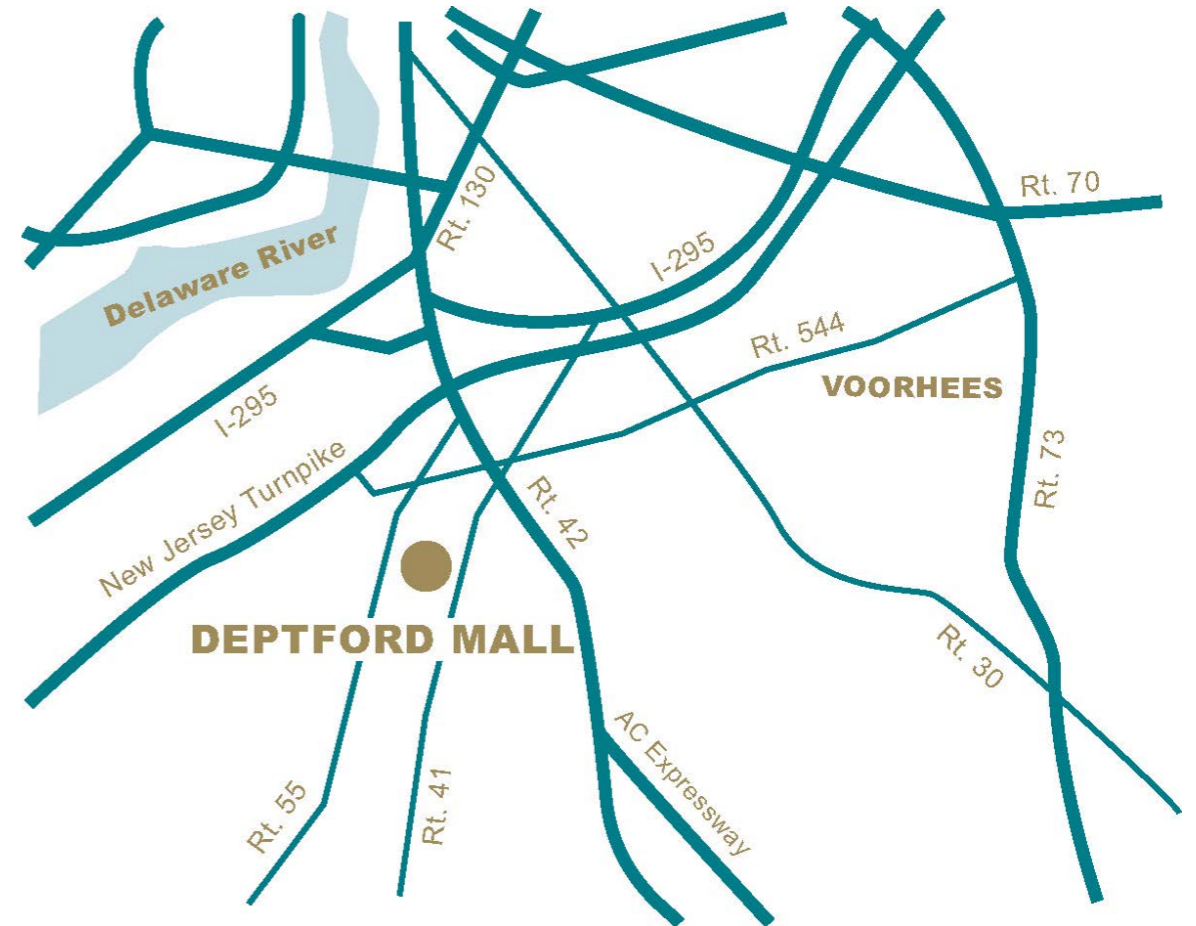 Rt. 130
Rt. 70
Delaware River
I-295
Rt. 544
VOORHEES
I-295
New Jersey Turnpike
Rt. 42
Rt. 73
DEPTFORD MALL
Rt. 30
AC Expressway
Rt. 55
Rt. 41